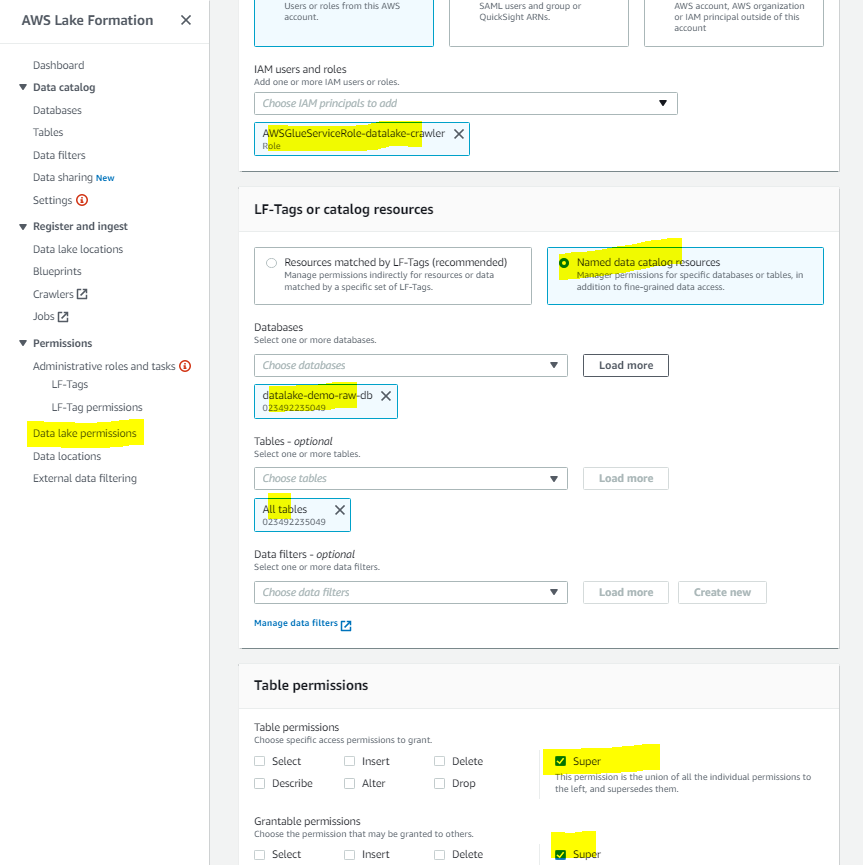 AWS Lake Formation
Dashboard
Data catalog
Databases
Tables
Data filters
Data sharing New
Settings
Register and ingest
Data lake locations
Blueprints
Crawlers
Jobs
Permissions
Administrative roles and tasks
LF-Tags
LF-Tag permissions
Data lake permissions
Data locations
External data filtering
Users or roles from this AWS
account.
SAML users and group or
QuickSight ARNs.
AWS account, AWS organization
or IAM principal outside of this
account
IAM users and roles
Add one or more IAM users or roles.
Choose IAM principals to add
AWSGlueServiceRole-datalake-crawler
Role
LF-Tags or catalog resources
Resources matched by LF-Tags (recommended)
Manage permissions indirectly for resources or data
matched by a specific set of LF-Tags.
Named data catalog resources
Manager permissions for specific databases or tables, in
addition to fine-grained data access.
Databases
Select one or more databases.
Choose databases
Load more
datalake-demo-raw-db
023492235049
Tables - optional
Select one or more tables.
Choose tables
Load more
All tables
023492235049
Data filters - optional
Select one or more data filters.
Choose data filters
Load more
Create new
Manage data filters
Table permissions
Table permissions
Choose specific access permissions to grant.
Select Insert Delete
Super
Describe Alter Drop
This permission is the union of all the individual permissions to
the left, and supersedes them.
Grantable permissions
Choose the permission that may be granted to others.
Select Insert Delete
Super